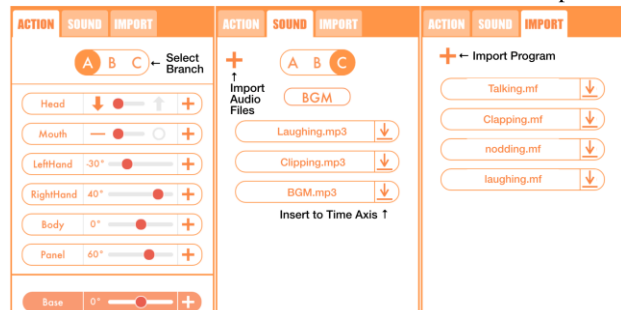 ACTION SOUND IMPORT
A B C ← Select Branch
Head
Mouth
LeftHand -30°
RightHand 40°
Body 0°
Panel 60°
Base 0°
ACTION SOUND IMPORT
+ A B C
↑
Import
Audio
Files
BGM
Laughing.mp3
Clipping.mp3
BGM.mp3
Insert to Time Axis ↑
ACTION SOUND IMPORT
+ ← Import Program
Talking.mf
Clapping.mf
nodding.mf
laughing.mf